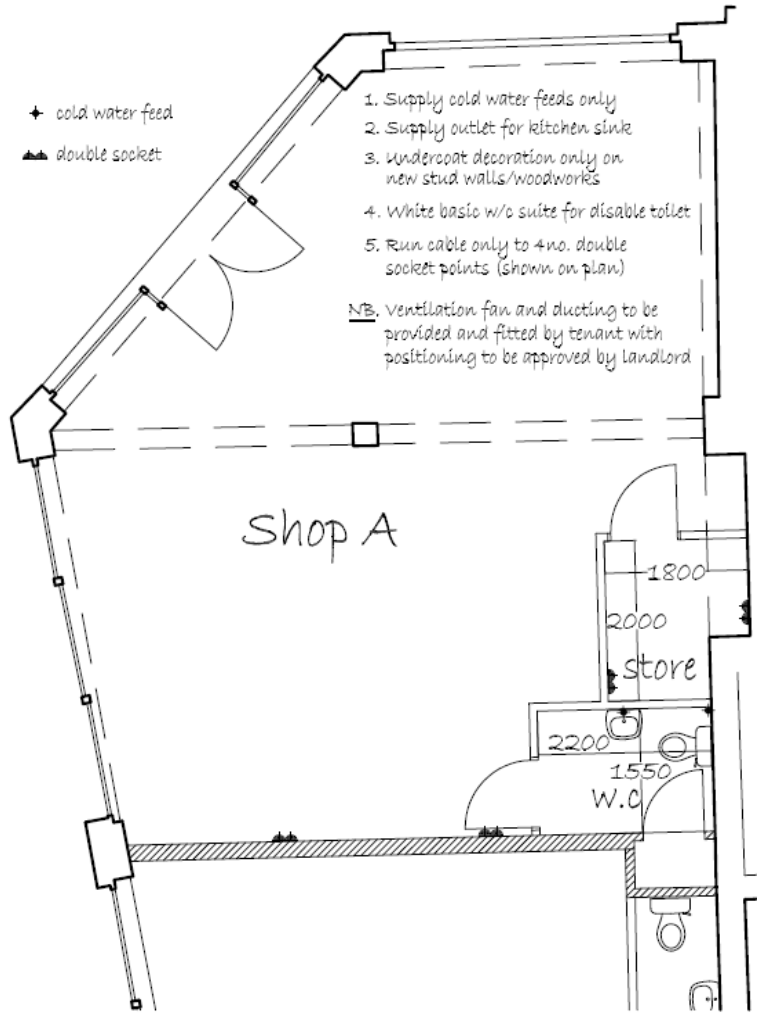 cold water feed
double socket
1. Supply cold water feeds only
2. Supply outlet for kitchen sink
3. Undercoat decoration only on
new stud walls/woodworks
4. White basic w/c suite for disable toilet
5. Run cable only to 4no. double
socket points (shown on plan)
NB. Ventilation fan and ducting to be
provided and fitted by tenant with
positioning to be approved by landlord
Shop A
1800
2000
store
2200
1550
W.C